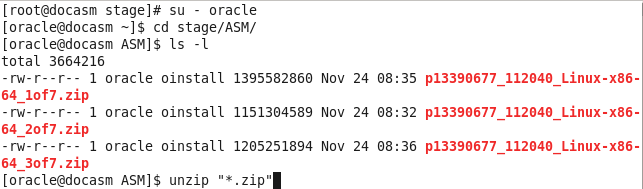 [root@docasm stage]# su - oracle
[oracle@docasm ~]$ cd stage/ASM/
[oracle@docasm ASM]$ ls -l
total 3664216
-rw-r--r-- 1 oracle oinstall 1395582860 Nov 24 08:35 p13390677_112040_Linux-x86-
64_1of7.zip
-rw-r--r-- 1 oracle oinstall 1151304589 Nov 24 08:32 p13390677_112040_Linux-x86-
64_2of7.zip
-rw-r--r-- 1 oracle oinstall 1205251894 Nov 24 08:36 p13390677_112040_Linux-x86-
64_3of7.zip
[oracle@docasm ASM]$ unzip "*.zip"